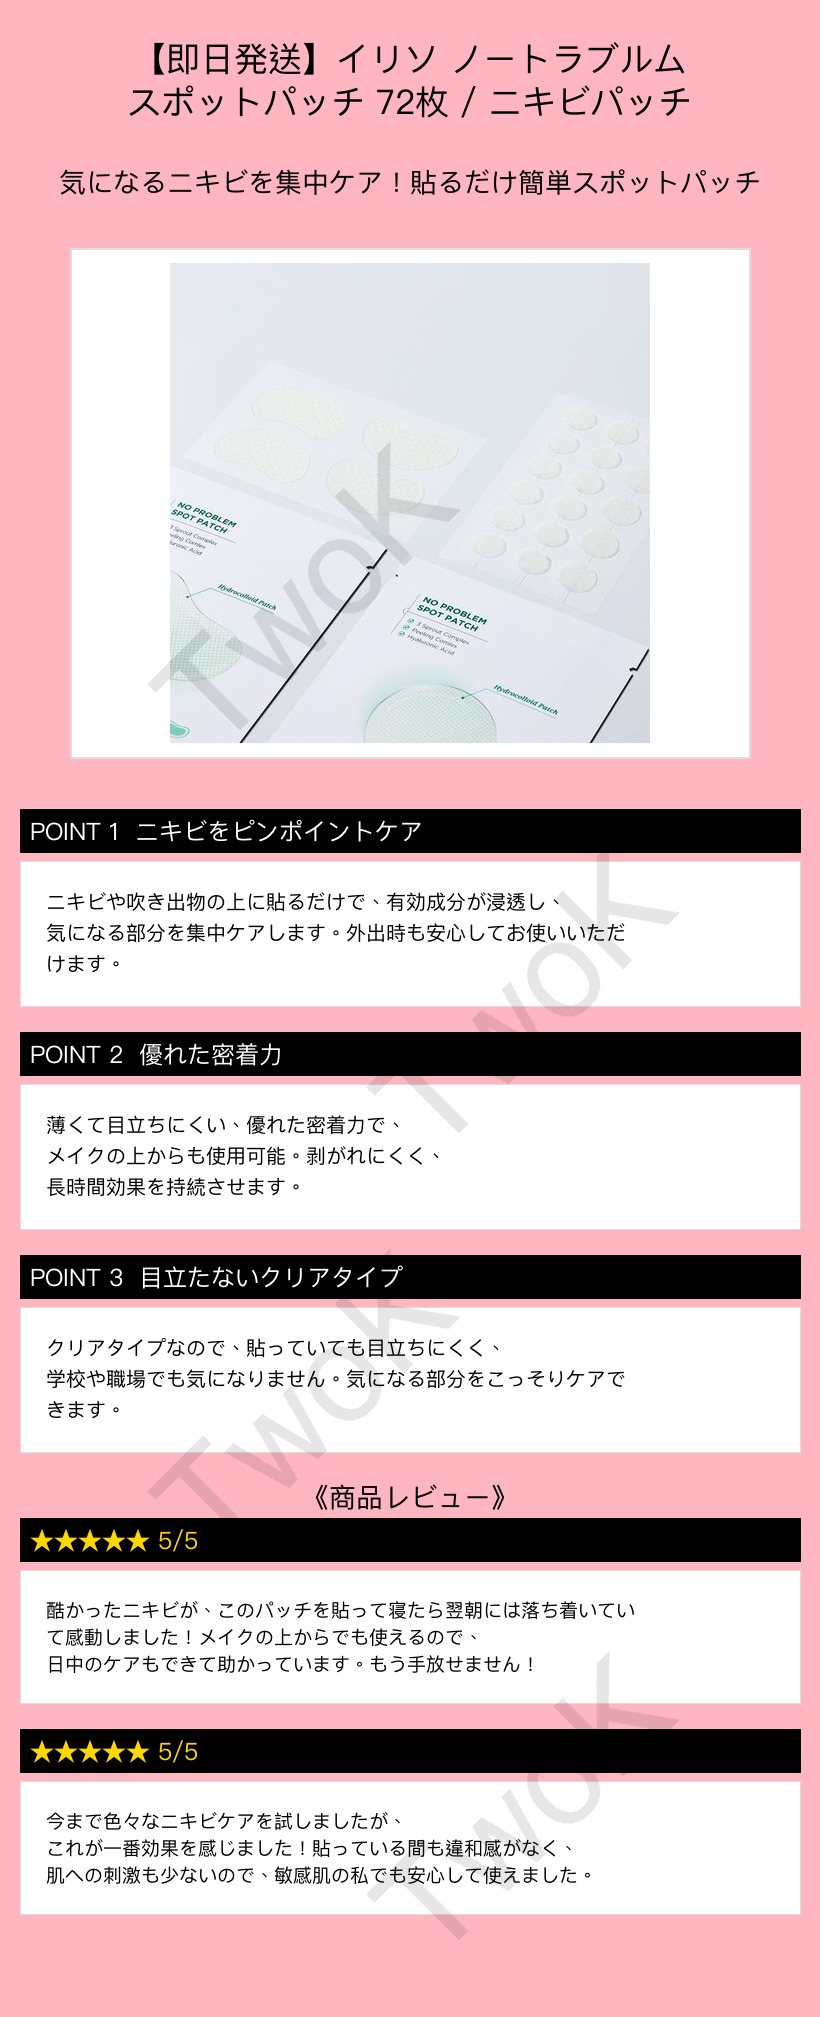 【即日発送】イリソ ノートラブルム
スポットパッチ 72枚 / ニキビパッチ
気になるニキビを集中ケア！貼るだけ簡単スポットパッチ
NO PROBLEM
SPOT PATCH
3 Sprout Complex
Peeling Comlex
Hyaluronic Acid
Hydrocolloid Patch
NO PROBLEM
SPOT PATCH
3 Sprout Complex
Peeling Comlex
Hyaluronic Acid
Hydrocolloid Patch
TwoK
POINT 1 ニキビをピンポイントケア
ニキビや吹き出物の上に貼るだけで、有効成分が浸透し、
気になる部分を集中ケアします。外出時も安心してお使いいただ
けます。
TwoK
POINT 2 優れた密着力
薄くて目立ちにくい、優れた密着力で、
メイクの上からも使用可能。剥がれにくく、
長時間効果を持続させます。
POINT 3 目立たないクリアタイプ
クリアタイプなので、貼っていても目立ちにくく、
学校や職場でも気になりません。気になる部分をこっそりケアで
きます。
TwoK
《商品レビュー》
★★★★★ 5/5
酷かったニキビが、このパッチを貼って寝たら翌朝には落ち着いてい
て感動しました！メイクの上からでも使えるので、
日中のケアもできて助かっています。もう手放せません！
★★★★★ 5/5
今まで色々なニキビケアを試しましたが、
これが一番効果を感じました！貼っている間も違和感がなく、
肌への刺激も少ないので、敏感肌の私でも安心して使えました。
TwoK